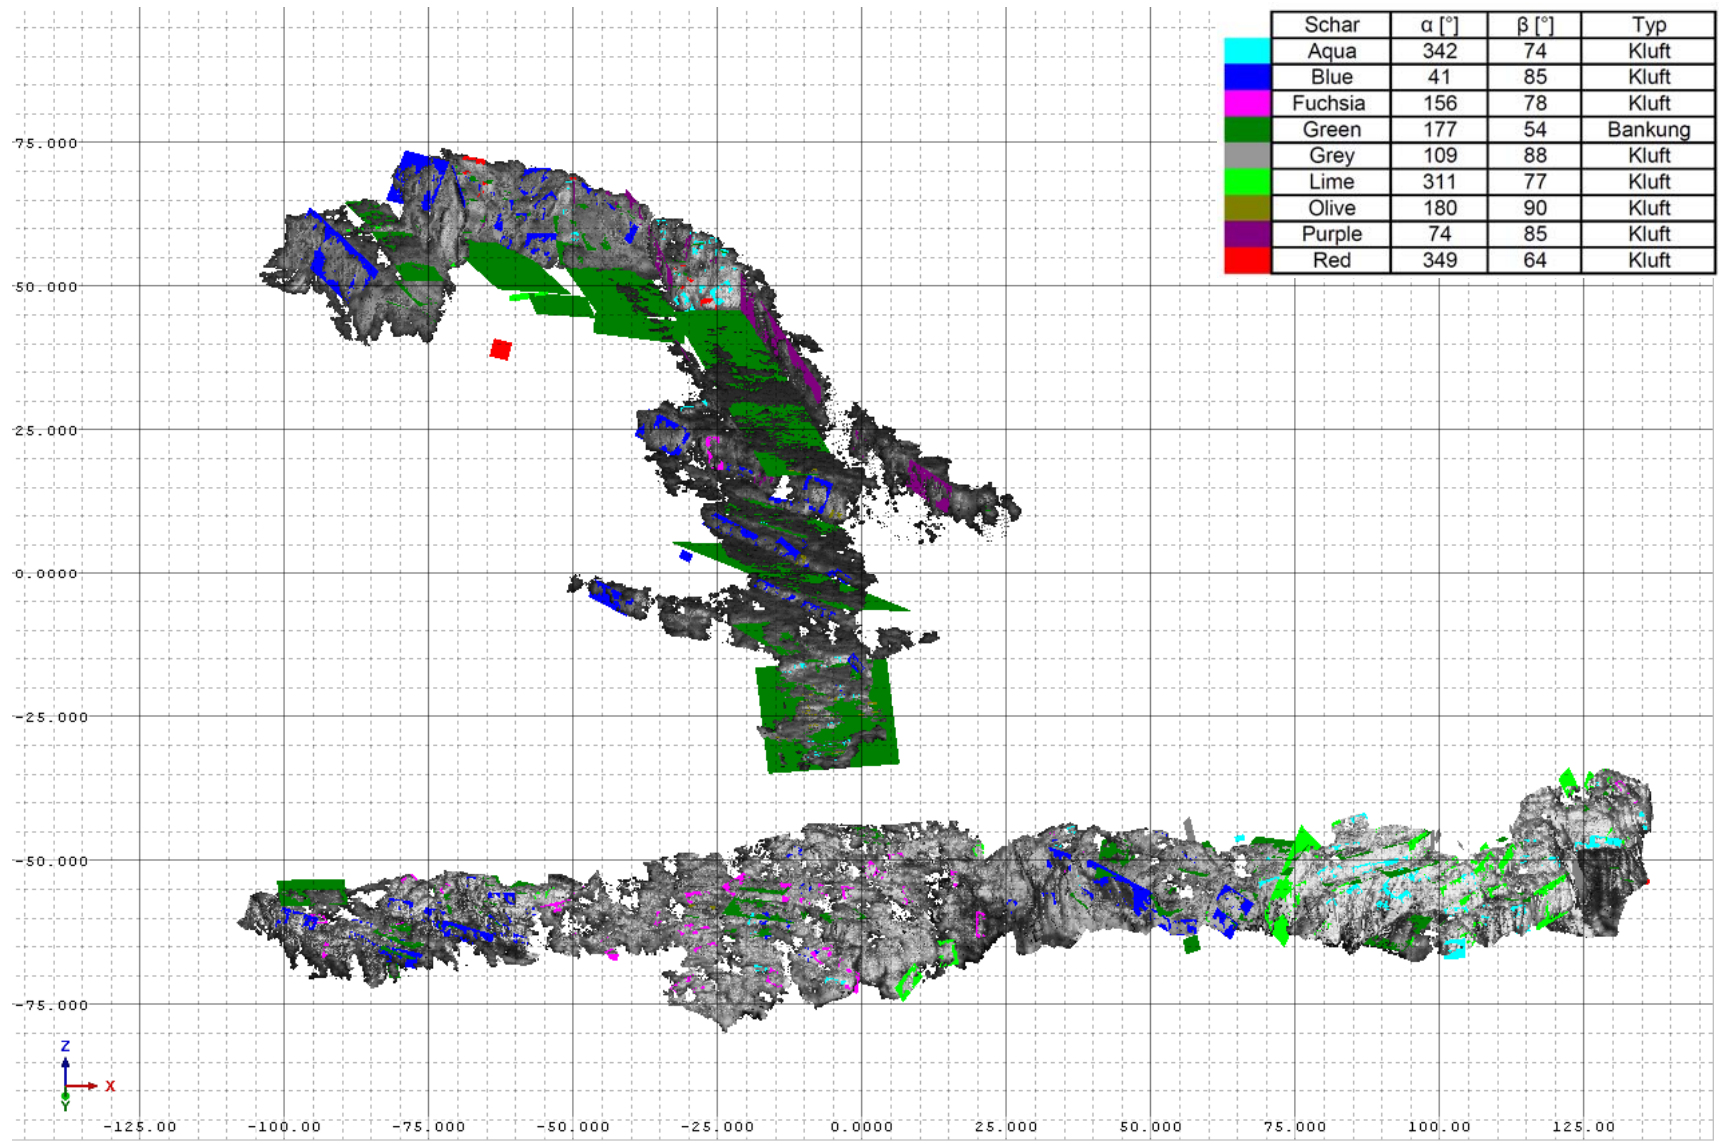 Schar α [°] β [°] Typ
Aqua 342 74 Kluft
Blue 41 85 Kluft
Fuchsia 156 78 Kluft
Green 177 54 Bankung
Grey 109 88 Kluft
Lime 311 77 Kluft
Olive 180 90 Kluft
Purple 74 85 Kluft
Red 349 64 Kluft
75.000
50.000
25.000
0.0000
-25.000
-50.000
-75.000
Z
X
Y
-125.00 -100.00 -75.000 -50.000 -25.000 0.0000 25.000 50.000 75.0000 100.00 125.00